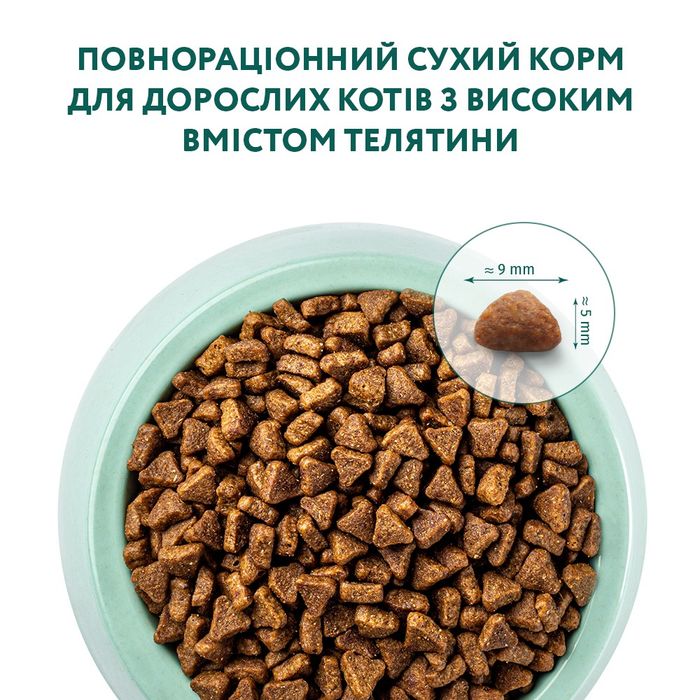 ПОВНОРАЦІОННИЙ СУХИЙ КОРМ
ДЛЯ ДОРОСЛИХ КОТІВ З ВИСОКИМ
ВМІСТОМ ТЕЛЯТИНИ
≈ 9 mm
≈ 5 mm